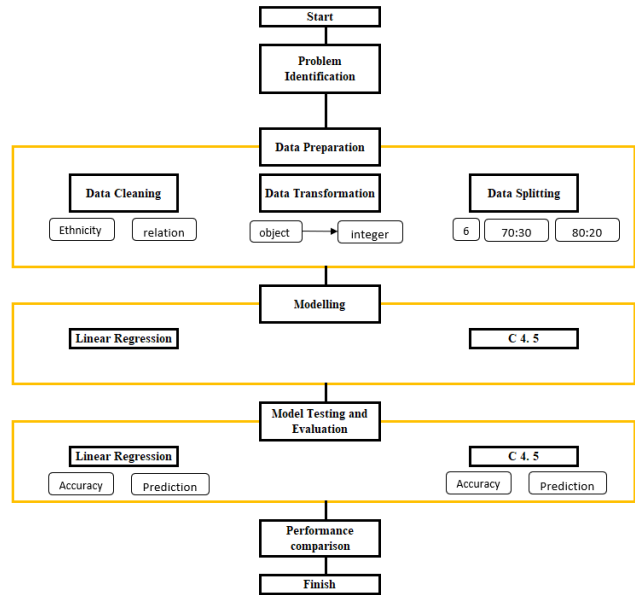 Start
Problem
Identification
Data Preparation
Data Cleaning
Data Transformation
Data Splitting
Ethnicity
relation
object
integer
6
70:30
80:20
Modelling
Linear Regression
C 4. 5
Model Testing and
Evaluation
Linear Regression
C 4. 5
Accuracy
Prediction
Accuracy
Prediction
Performance
comparison
Finish